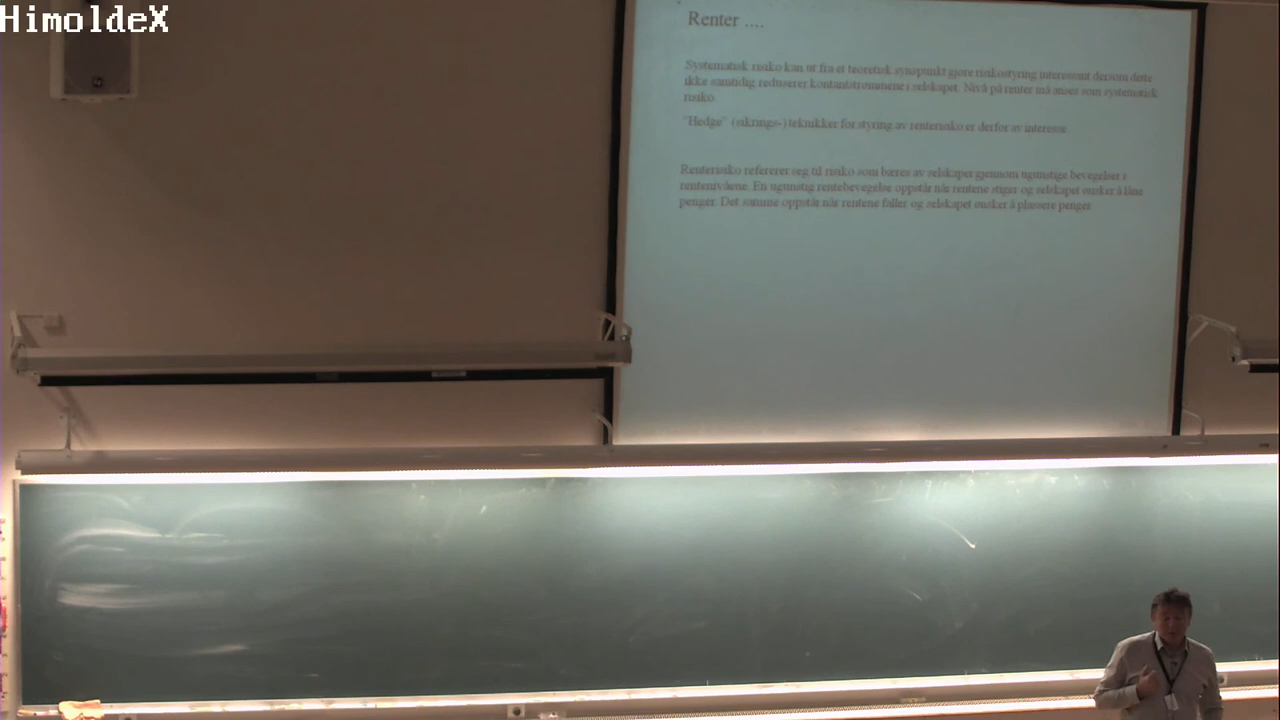 HimoldeX
Renter ....
Systematisk risiko kan ut fra et teoretisk synspunkt gjøre risikostyring interessant dersom dette
ikke samtidig reduserer kontantstrømmene i selskapet. Nivå på renter må anses som systematisk
risiko.
"Hedge" (sikrings-) teknikker for styring av renterisiko er derfor av interesse.
Renterisiko refererer seg til risiko som bæres av selskaper gjennom ugunstige bevegelser i
rentenivåene. En ugunstig rentebevegelse oppstår når rentene stiger og selskapet ønsker å låne
penger. Det samme oppstår når rentene faller og selskapet ønsker å plassere penger.